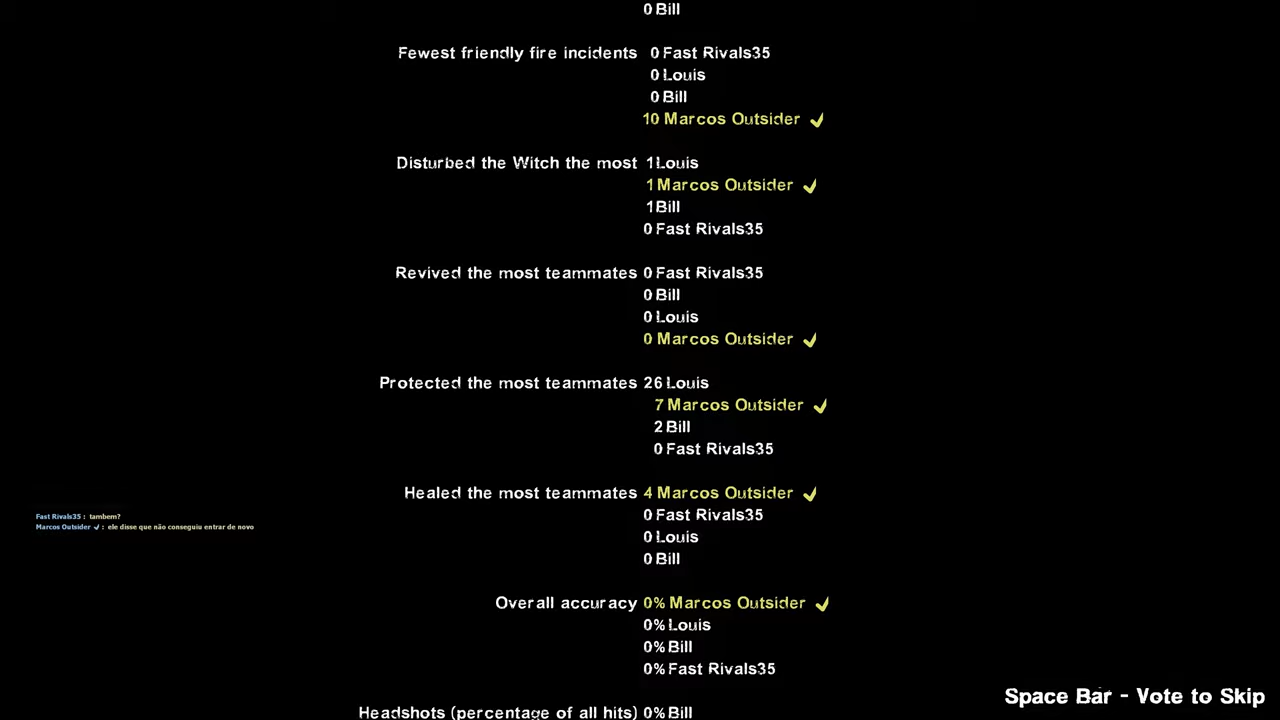 0 Bill
Fewest friendly fire incidents 0 Fast Rivals35
0 Louis
0 Bill
10 Marcos Outsider ✓
Disturbed the Witch the most 1 Louis
1 Marcos Outsider ✓
1 Bill
0 Fast Rivals35
Revived the most teammates 0 Fast Rivals35
0 Bill
0 Louis
0 Marcos Outsider ✓
Protected the most teammates 26 Louis
7 Marcos Outsider ✓
2 Bill
0 Fast Rivals35
Healed the most teammates 4 Marcos Outsider ✓
0 Fast Rivals35
0 Louis
0 Bill
Fast Rivals35 : tambem?
Marcos Outsider ✓ : ele disse que não conseguiu entrar de novo
Overall accuracy 0% Marcos Outsider ✓
0% Louis
0% Bill
0% Fast Rivals35
Headshots (percentage of all hits) 0% Bill
Space Bar - Vote to Skip